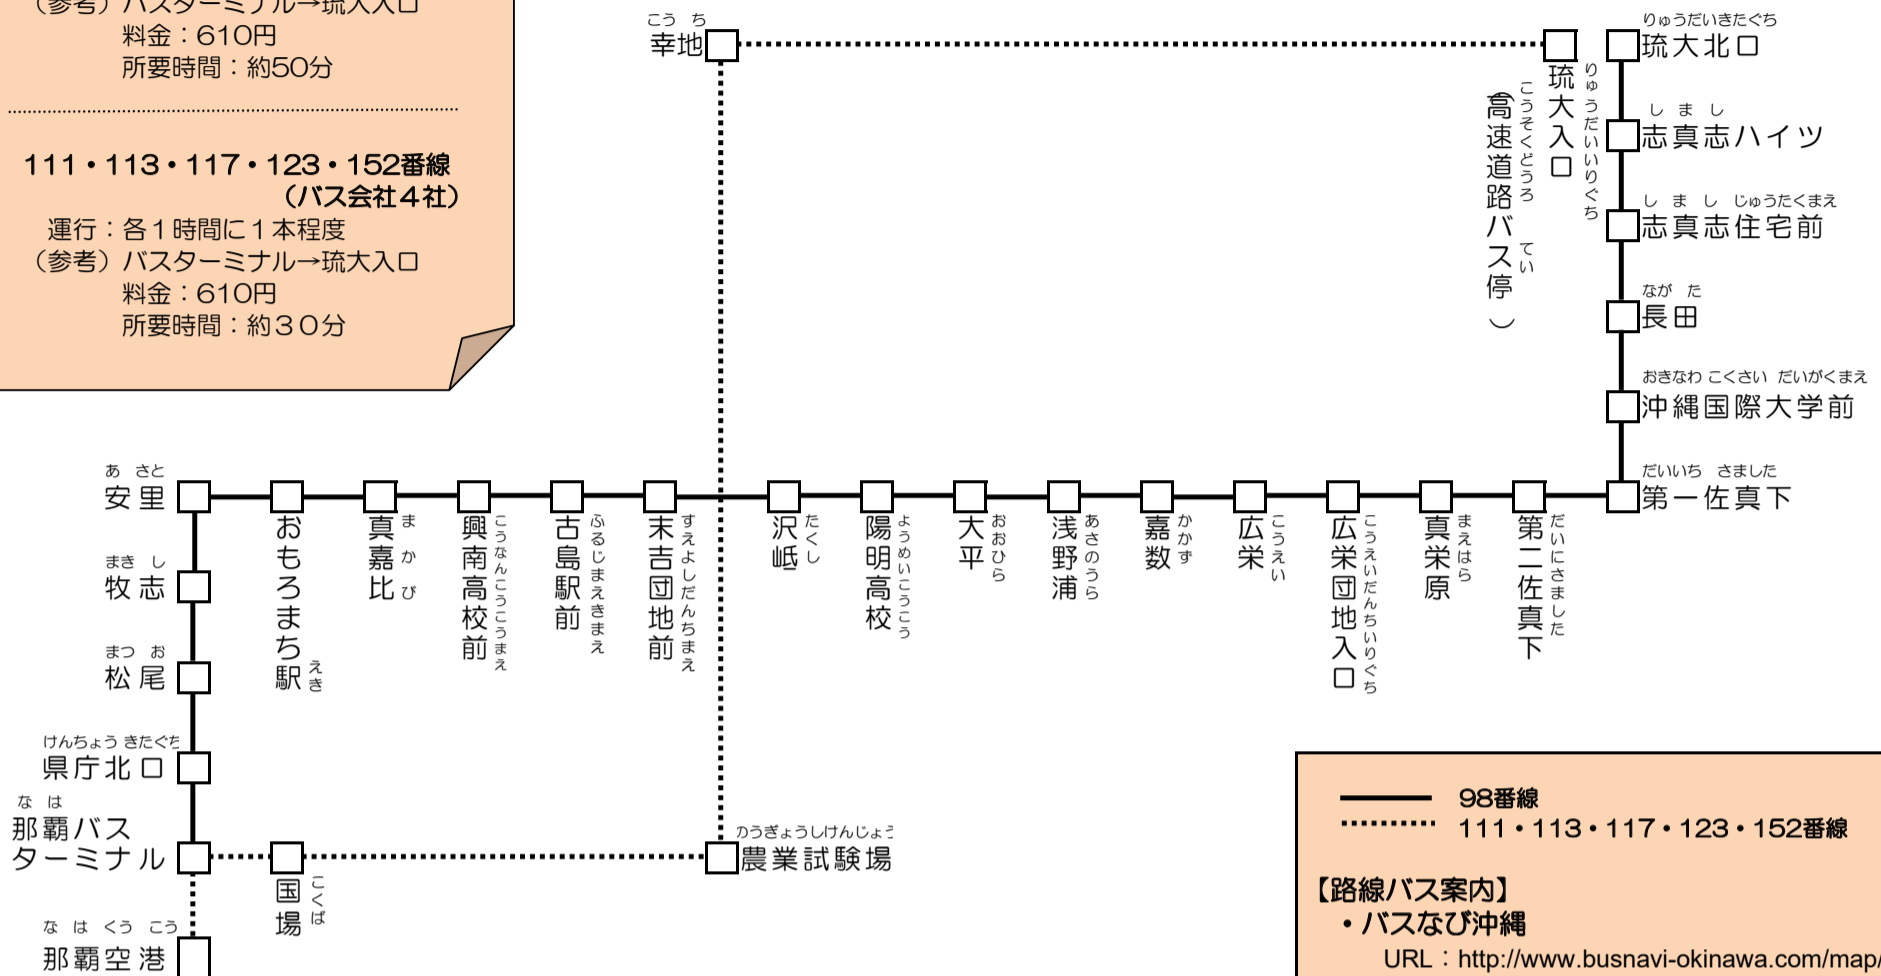 （参考）バスターミナル→琉大入口
料金：610円
所要時間：約50分
111・113・117・123・152番線
（バス会社４社）
運行：各１時間に１本程度
（参考）バスターミナル→琉大入口
料金：610円
所要時間：約３０分
こうち
幸地
りゅうだいいりぐち
琉大入口
こうそくどうろ てい
（高速道路バス停）
りゅうだいきたぐち
琉大北口
しまし
志真志ハイツ
しまし じゅうたくまえ
志真志住宅前
ながた
長田
おきなわ こくさい だいがくまえ
沖縄国際大学前
だいいち さました
第一佐真下
だいにさました
第二佐真下
まえはら
真栄原
こうえいだんちいりぐち
広栄団地入口
こうえい
広栄
かかず
嘉数
あさのうら
浅野浦
おおひら
大平
ようめいこうこう
陽明高校
たくし
沢岻
すえよしだんちまえ
末吉団地前
ふるじまえきまえ
古島駅前
こうなんこうこうまえ
興南高校前
まかび
真嘉比
えき
おもろまち駅
あさと
安里
まきし
牧志
まつお
松尾
けんちょう きたぐち
県庁北口
なは
那覇バス
ターミナル
こくば
国場
のうぎょうしけんじょう
農業試験場
なは くうこう
那覇空港
98番線
111・113・117・123・152番線
【路線バス案内】
・バスなび沖縄
URL：http://www.busnavi-okinawa.com/map/